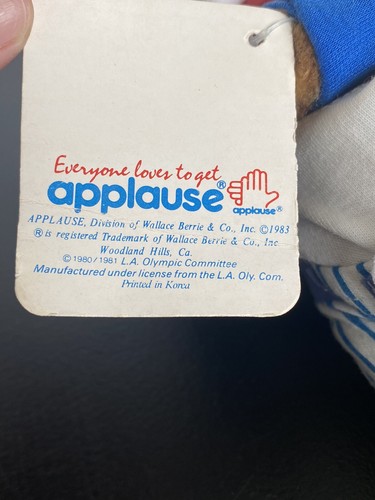 Everyone loves to get
applause®
applause®
APPLAUSE, Division of Wallace Berrie & Co., Inc. ©1983
® is registered Trademark of Wallace Berrie & Co., Inc
Woodland Hills, Ca.
©1980/1981 L.A. Olympic Committee
Manufactured under license from the L.A. Oly. Com.
Printed in Korea